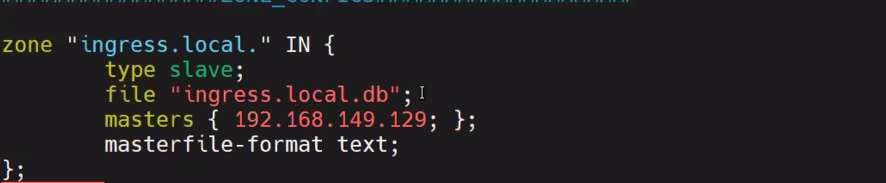 zone "ingress.local." IN {
        type slave;
        file "ingress.local.db";
        masters { 192.168.149.129; };
        masterfile-format text;
};